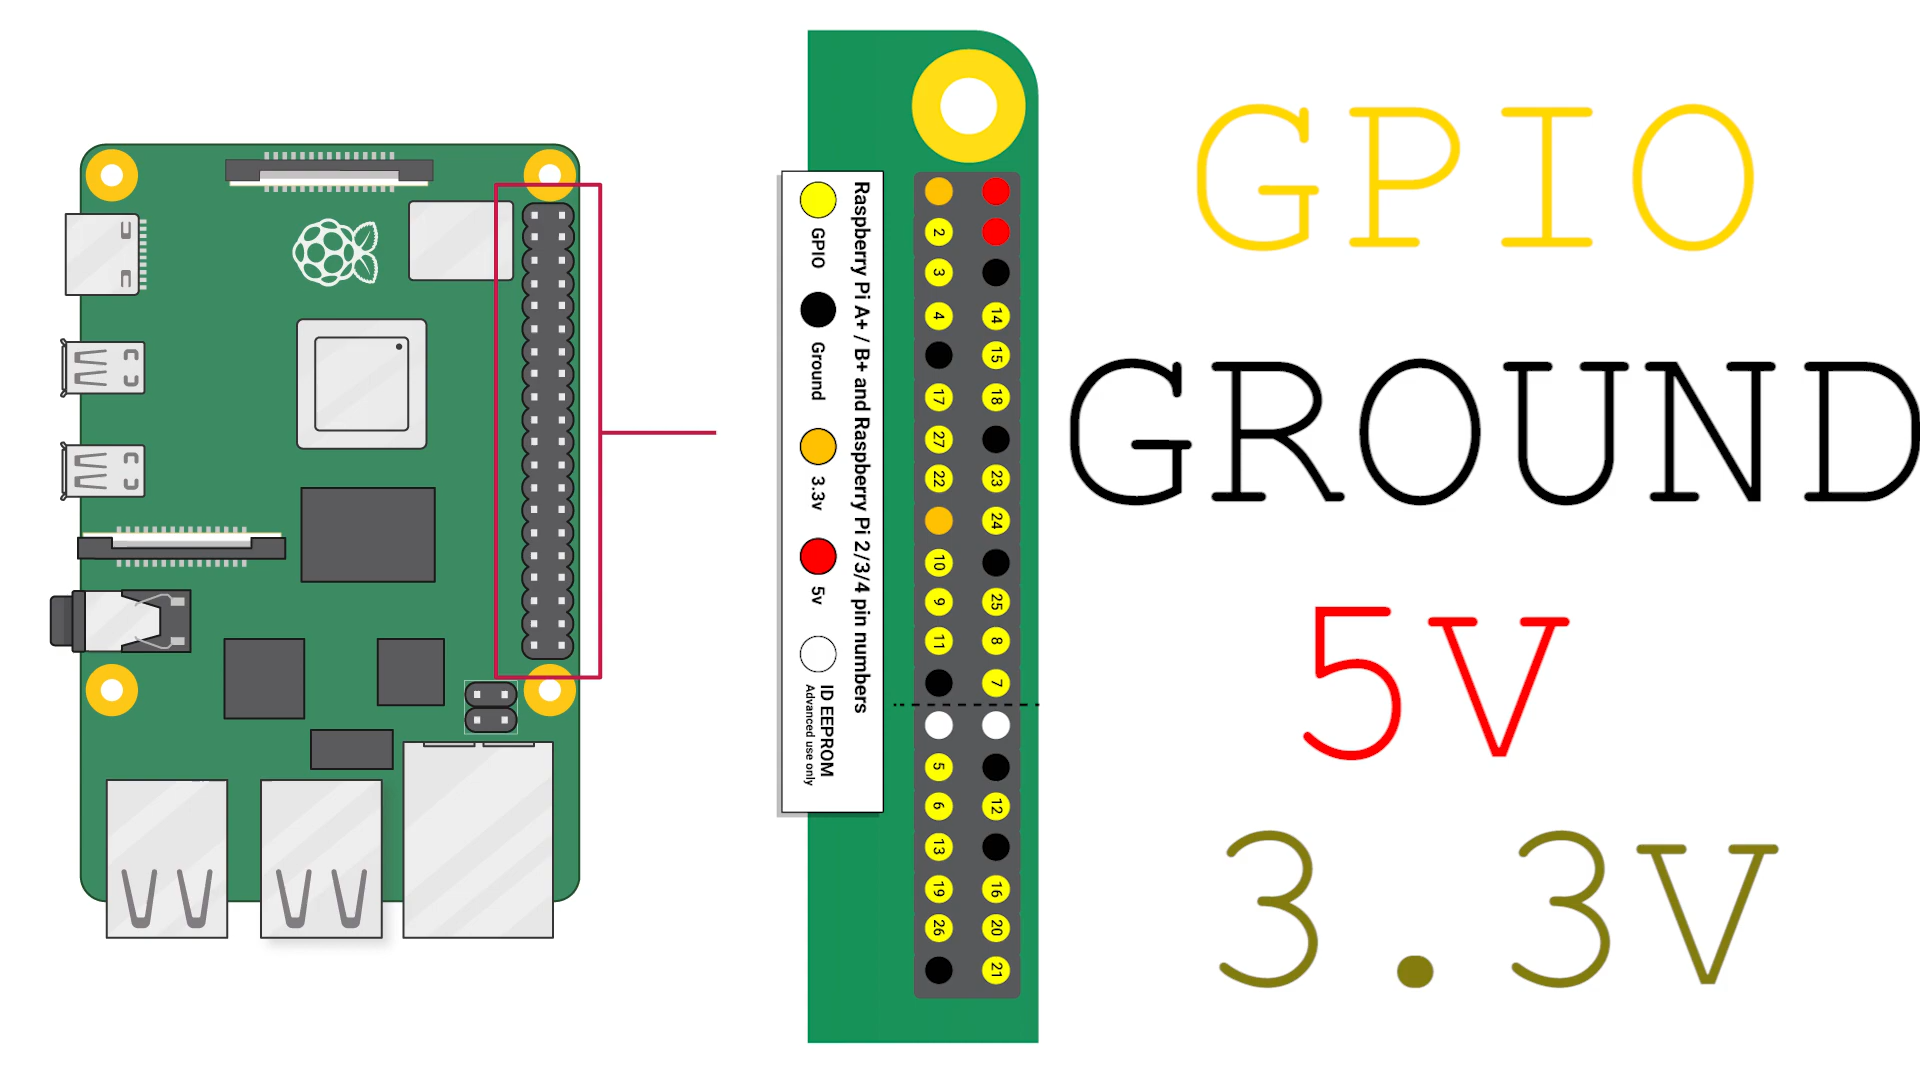 Raspberry Pi A+ / B+ and Raspberry Pi 2/3/4 pin numbers
GPIO
Ground
3.3v
5v
ID EEPROM
Advanced use only
2
3
4 14
15
17 18
27
22 23
24
10
9 25
11 8
7
5
6 12
13
19 16
26 20
21
GPIO
GROUND
5V
3.3V